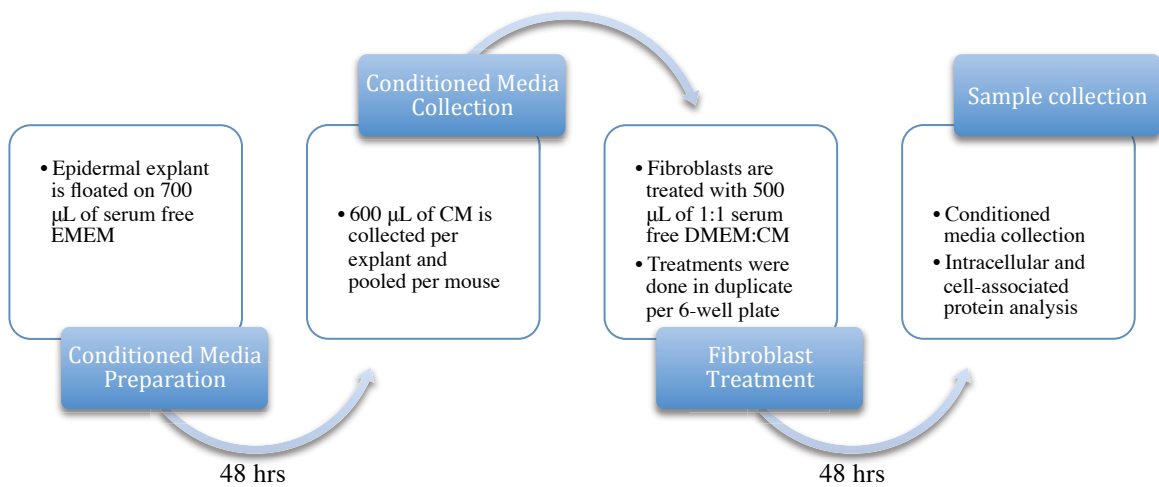 • Epidermal explant
is floated on 700
μL of serum free
EMEM
Conditioned Media
Preparation
48 hrs
Conditioned Media
Collection
• 600 μL of CM is
collected per
explant and
pooled per mouse
• Fibroblasts are
treated with 500
μL of 1:1 serum
free DMEM:CM
• Treatments were
done in duplicate
per 6-well plate
Fibroblast
Treatment
48 hrs
Sample collection
• Conditioned
media collection
• Intracellular and
cell-associated
protein analysis